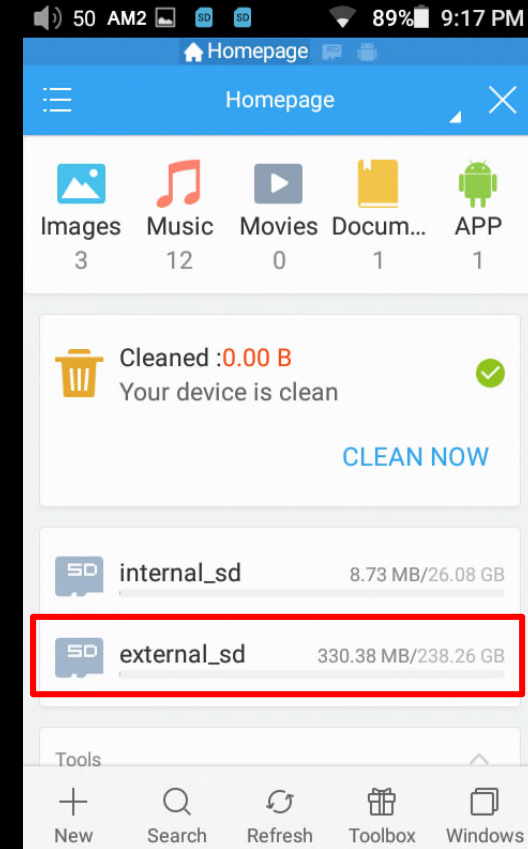 50 AM2 SD SD 89% 9:17 PM
Homepage
Homepage
Images Music Movies Docum... APP
3 12 0 1 1
Cleaned :0.00 B
Your device is clean
CLEAN NOW
SD internal_sd 8.73 MB/26.08 GB
SD external_sd 330.38 MB/238.26 GB
Tools
New Search Refresh Toolbox Windows